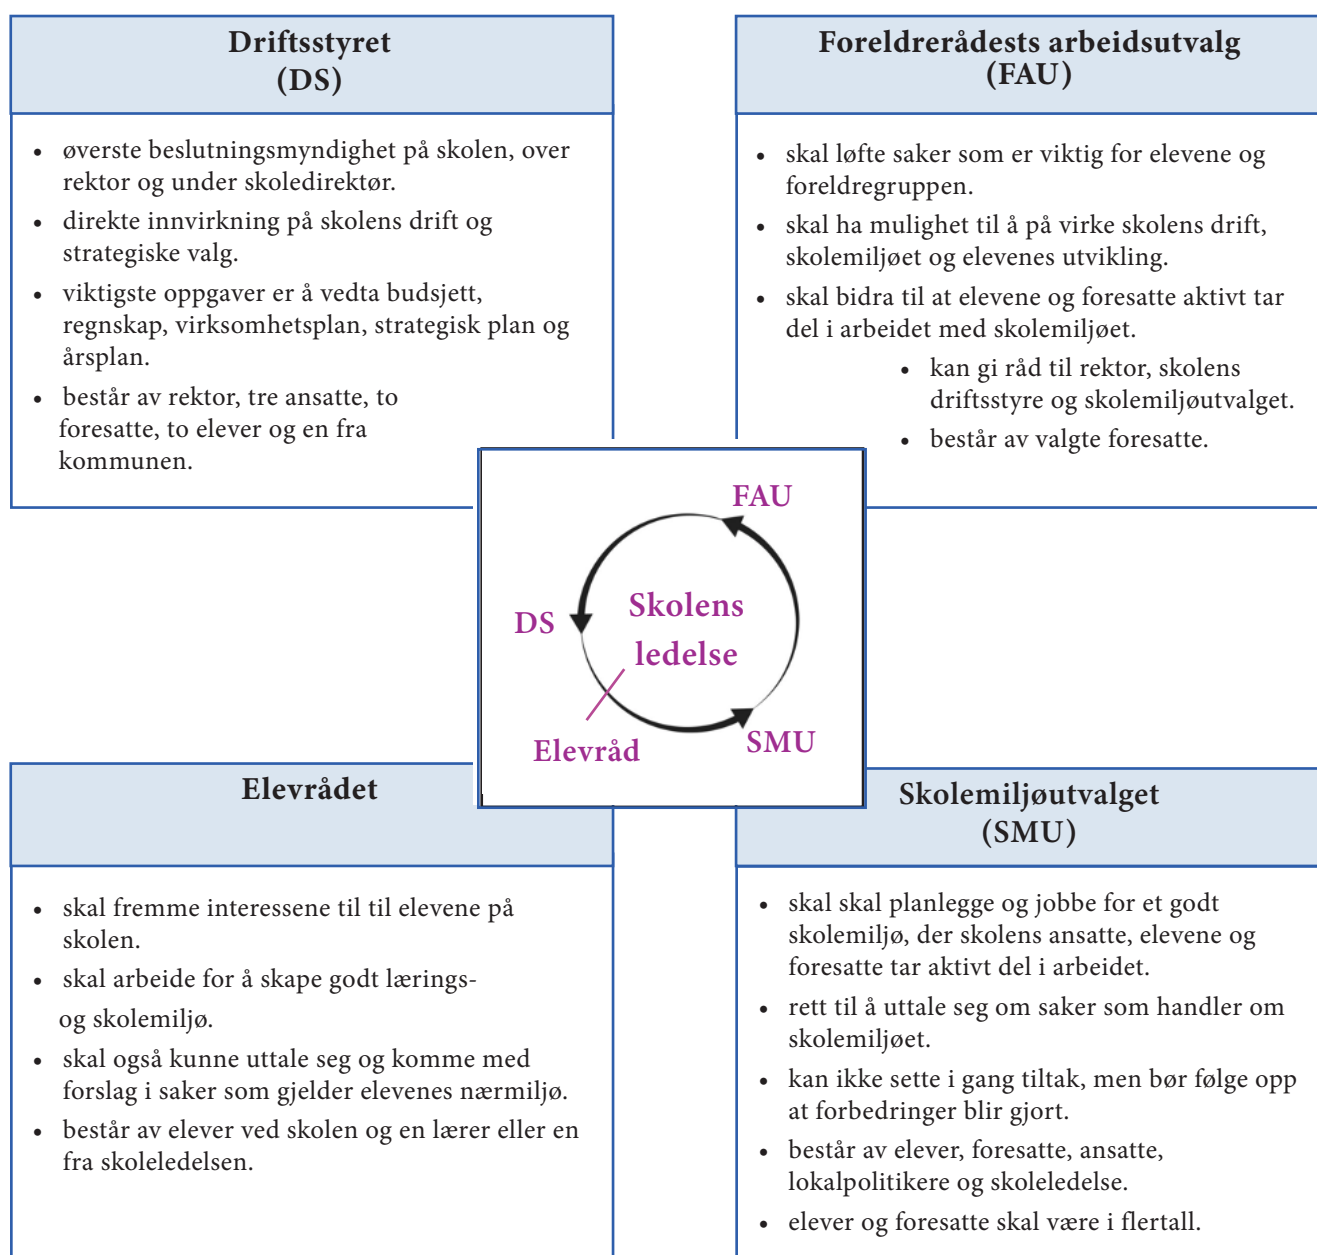 Driftsstyret
(DS)
• øverste beslutningsmyndighet på skolen, over
rektor og under skoledirektør.
• direkte innvirkning på skolens drift og
strategiske valg.
• viktigste oppgaver er å vedta budsjett,
regnskap, virksomhetsplan, strategisk plan og
årsplan.
• består av rektor, tre ansatte, to
foresatte, to elever og en fra
kommunen.
Foreldrerådests arbeidsutvalg
(FAU)
• skal løfte saker som er viktig for elevene og
foreldregruppen.
• skal ha mulighet til å på virke skolens drift,
skolemiljøet og elevenes utvikling.
• skal bidra til at elevene og foresatte aktivt tar
del i arbeidet med skolemiljøet.
• kan gi råd til rektor, skolens
driftsstyre og skolemiljøutvalget.
• består av valgte foresatte.
FAU
DS
Skolens
ledelse
Elevråd
SMU
Elevrådet
• skal fremme interessene til til elevene på
skolen.
• skal arbeide for å skape godt lærings-
og skolemiljø.
• skal også kunne uttale seg og komme med
forslag i saker som gjelder elevenes nærmiljø.
• består av elever ved skolen og en lærer eller en
fra skoleledelsen.
Skolemiljøutvalget
(SMU)
• skal skal planlegge og jobbe for et godt
skolemiljø, der skolens ansatte, elevene og
foresatte tar aktivt del i arbeidet.
• rett til å uttale seg om saker som handler om
skolemiljøet.
• kan ikke sette i gang tiltak, men bør følge opp
at forbedringer blir gjort.
• består av elever, foresatte, ansatte,
lokalpolitikere og skoleledelse.
• elever og foresatte skal være i flertall.